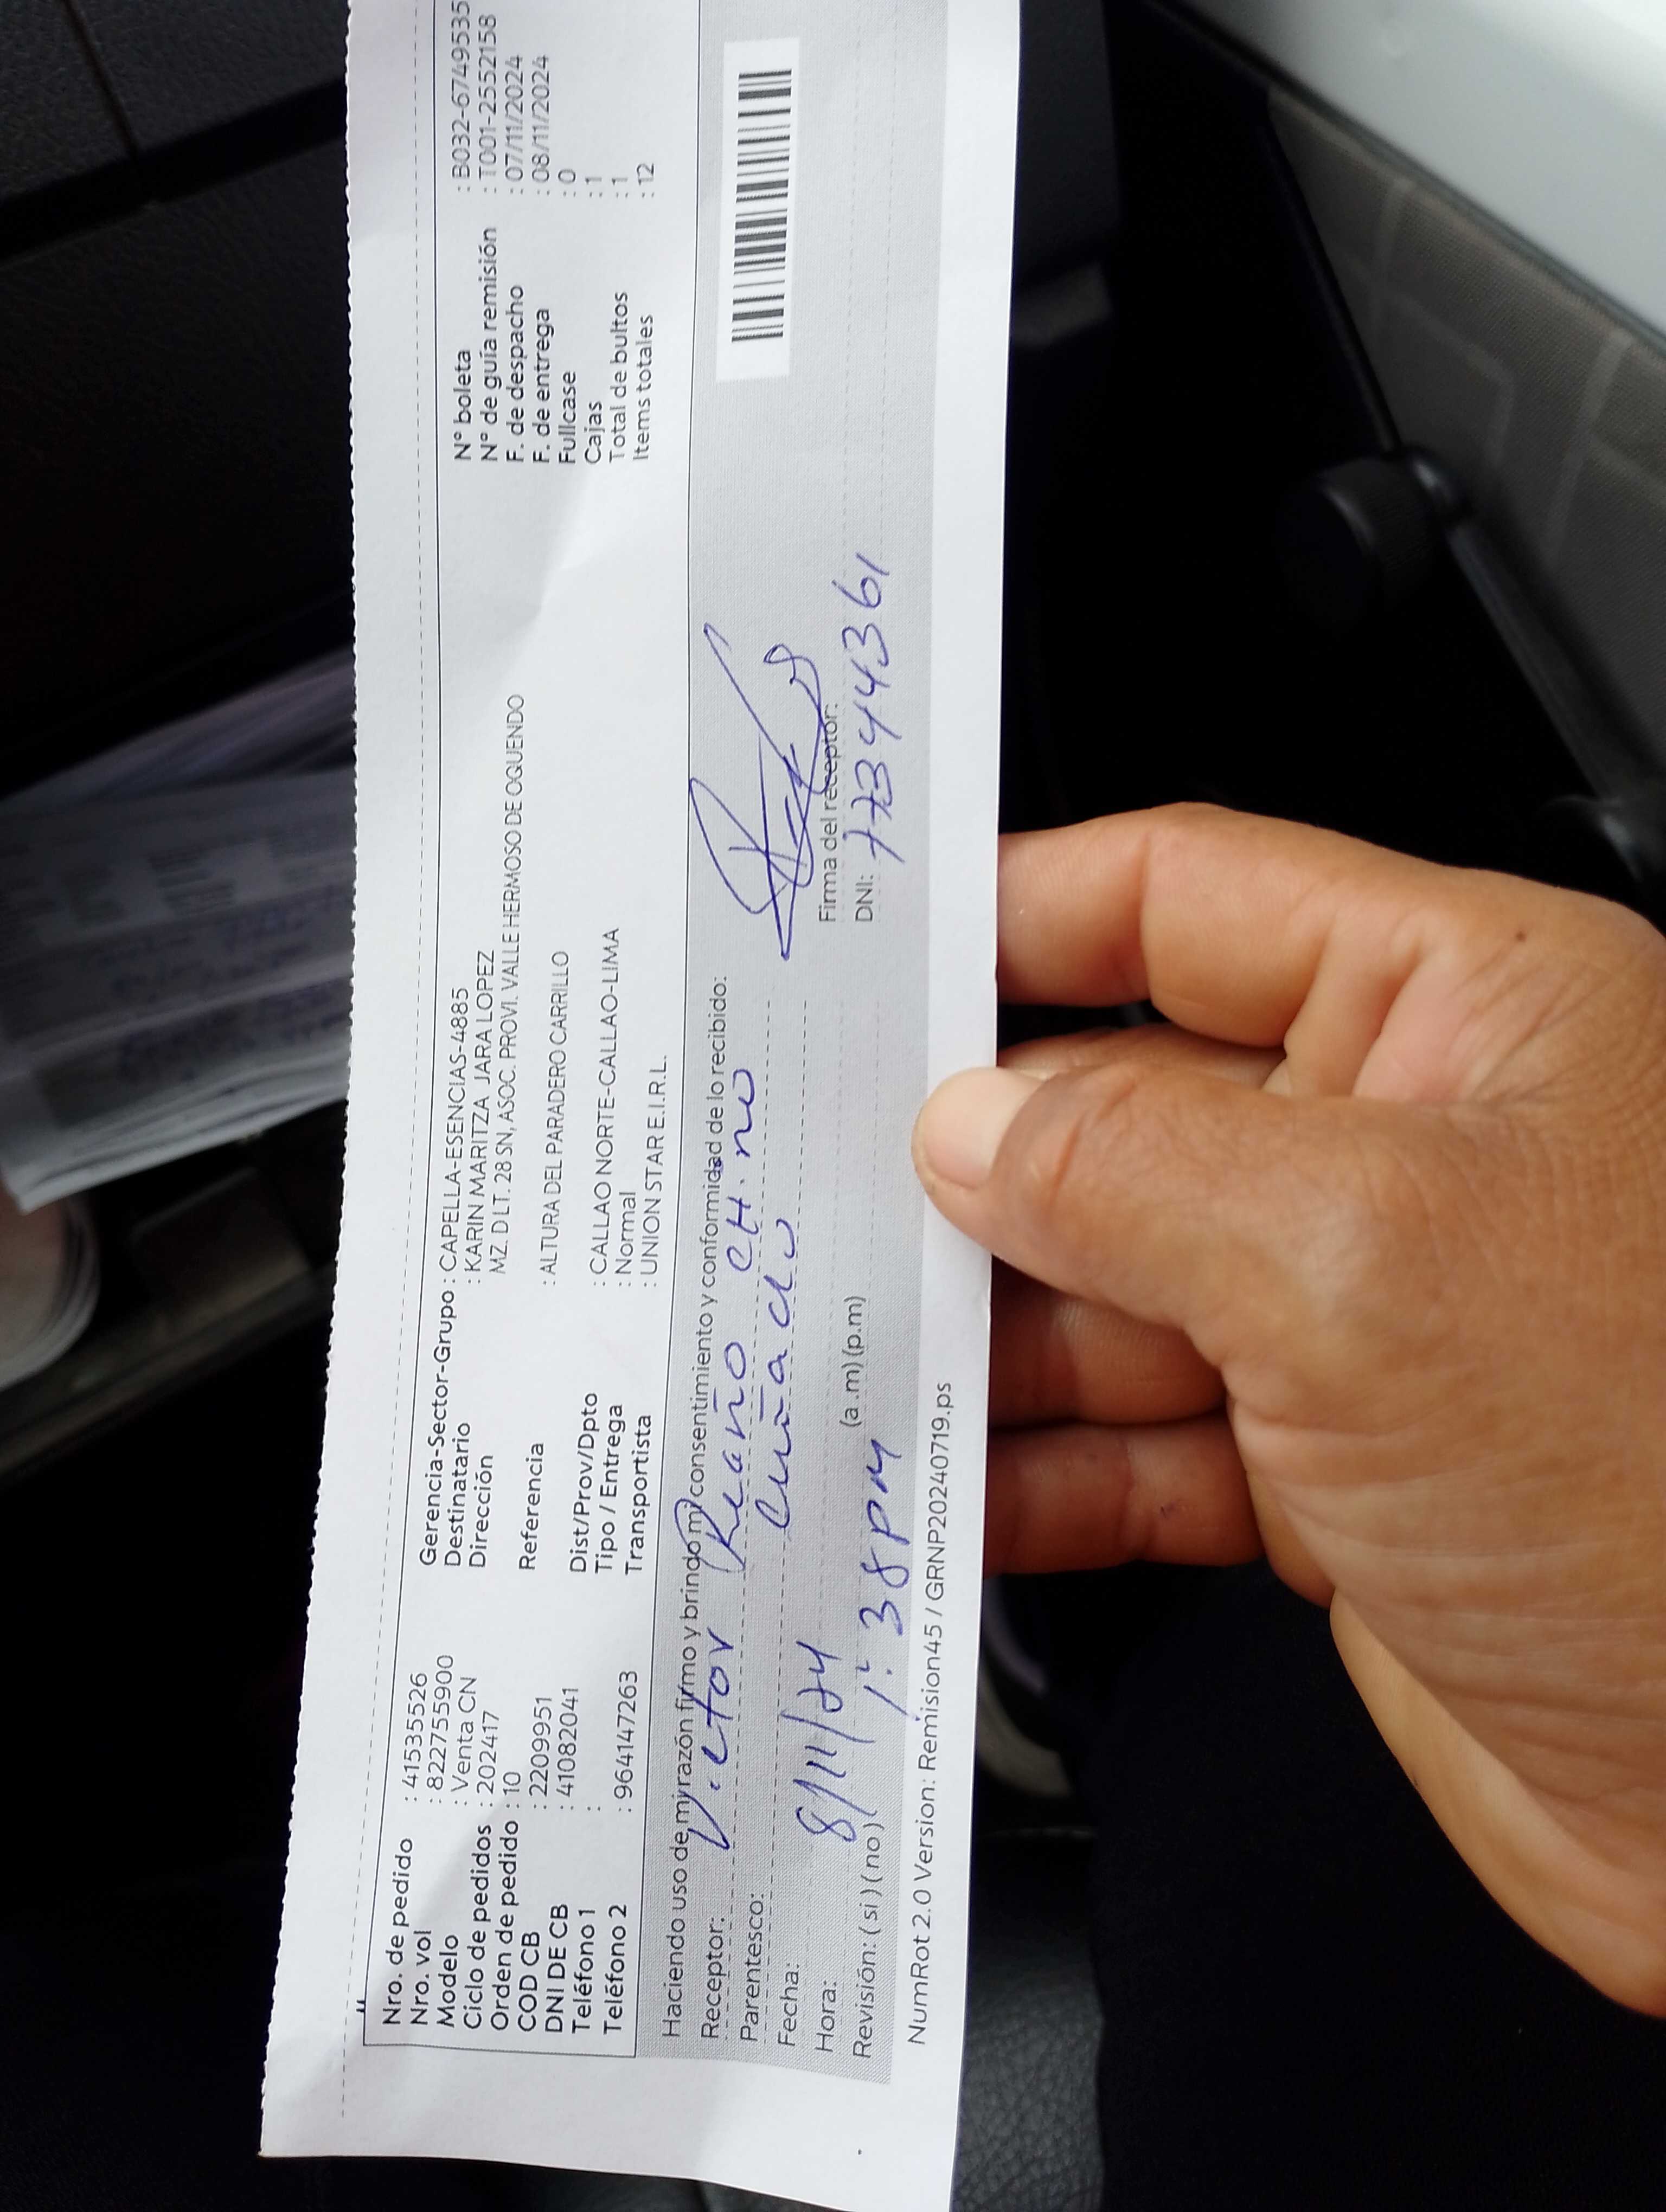 Nro. de pedido : 41535526
Nro. vol : 822755900
Modelo : Venta CN
Ciclo de pedidos : 202417
Orden de pedido : 10
COD CB : 2209951
DNI DE CB : 41082041
Teléfono 1 :
Teléfono 2 : 964147263
Gerencia-Sector-Grupo : CAPELLA-ESENCIAS-4885
Destinatario : KARIN MARITZA JARA LOPEZ
Dirección MZ. D LT. 28 SN, ASOC. PROVI. VALLE HERMOSO DE OQUENDO
Referencia : ALTURA DEL PARADERO CARRILLO
Dist/Prov/Dpto : CALLAO NORTE-CALLAO-LIMA
Tipo / Entrega : Normal
Transportista : UNION STAR E.I.R.L.
N° boleta : B032-67749535
N° de guía remisión : T001-2552158
F. de despacho : 07/11/2024
F. de entrega : 08/11/2024
Fullcase : 0
Cajas : 1
Total de bultos : 1
Items totales : 12
Haciendo uso de my razón firmo y brindo mi consentimiento y conformidad de lo recibido:
Receptor: Victor Reaño CHino
Parentesco: Cuñado
Fecha: 8/11/24
Hora: 1:38 pm (a.m) (p.m)
Revisión: ( si ) ( no )
Firma del receptor:
DNI: 77344361
NumRot 2.0 Version: Remision45 / GRNP20240719.ps